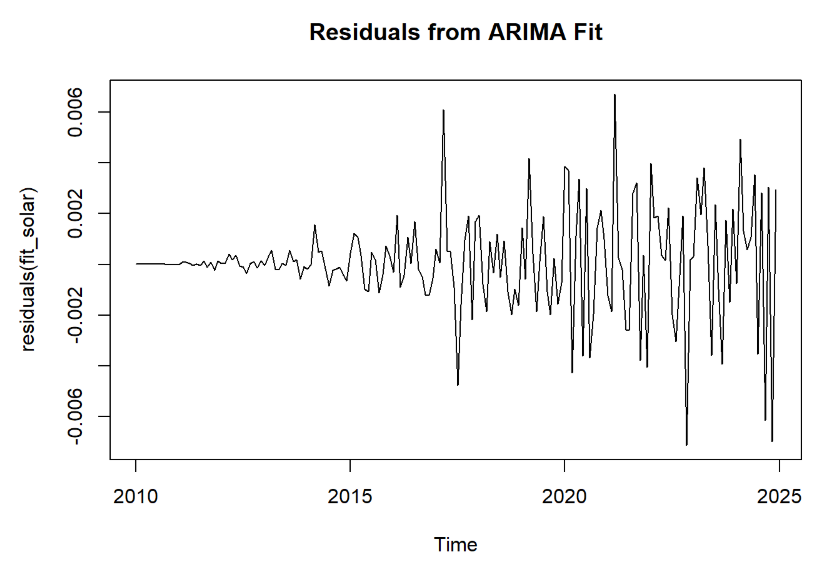 Residuals from ARIMA Fit
residuals(fit_solar)
0.006
0.002
-0.002
-0.006
2010 2015 2020 2025
Time